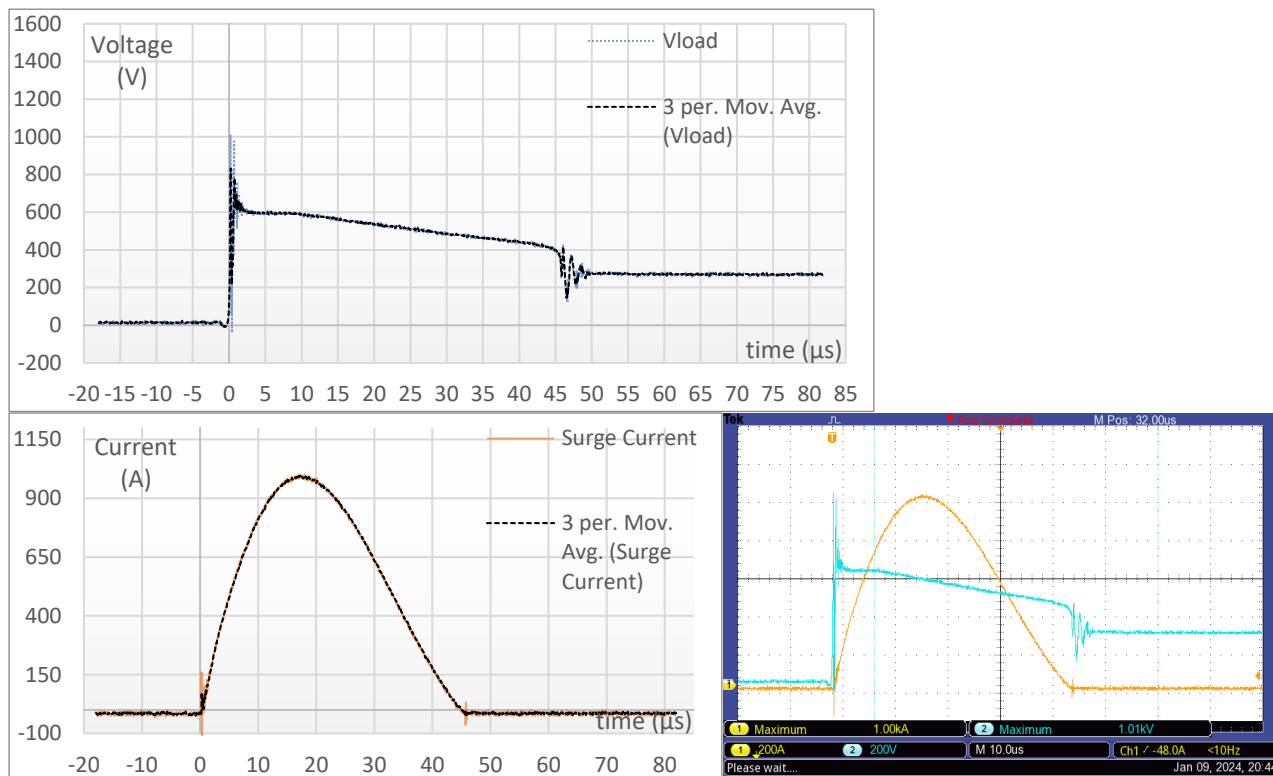 1600
Voltage
(V)
Vload
1400
1200
3 per. Mov. Avg.
(Vload)
1000
800
600
400
200
0
-200
time (µs)
-20 -15 -10 -5 0 5 10 15 20 25 30 35 40 45 50 55 60 65 70 75 80 85
1150
Current
(A)
Surge Current
900
3 per. Mov.
Avg. (Surge
Current)
650
400
150
-100
time (µs)
-20 -10 0 10 20 30 40 50 60 70 80
Tek
Acq Complete
M Pos: 32.00us
T
1
1 Maximum 1.00kA
2 Maximum 1.01kV
1 200A
2 200V
M 10.0us
Ch1 -48.0A
<10Hz
Please wait....
Jan 09, 2024, 20:44